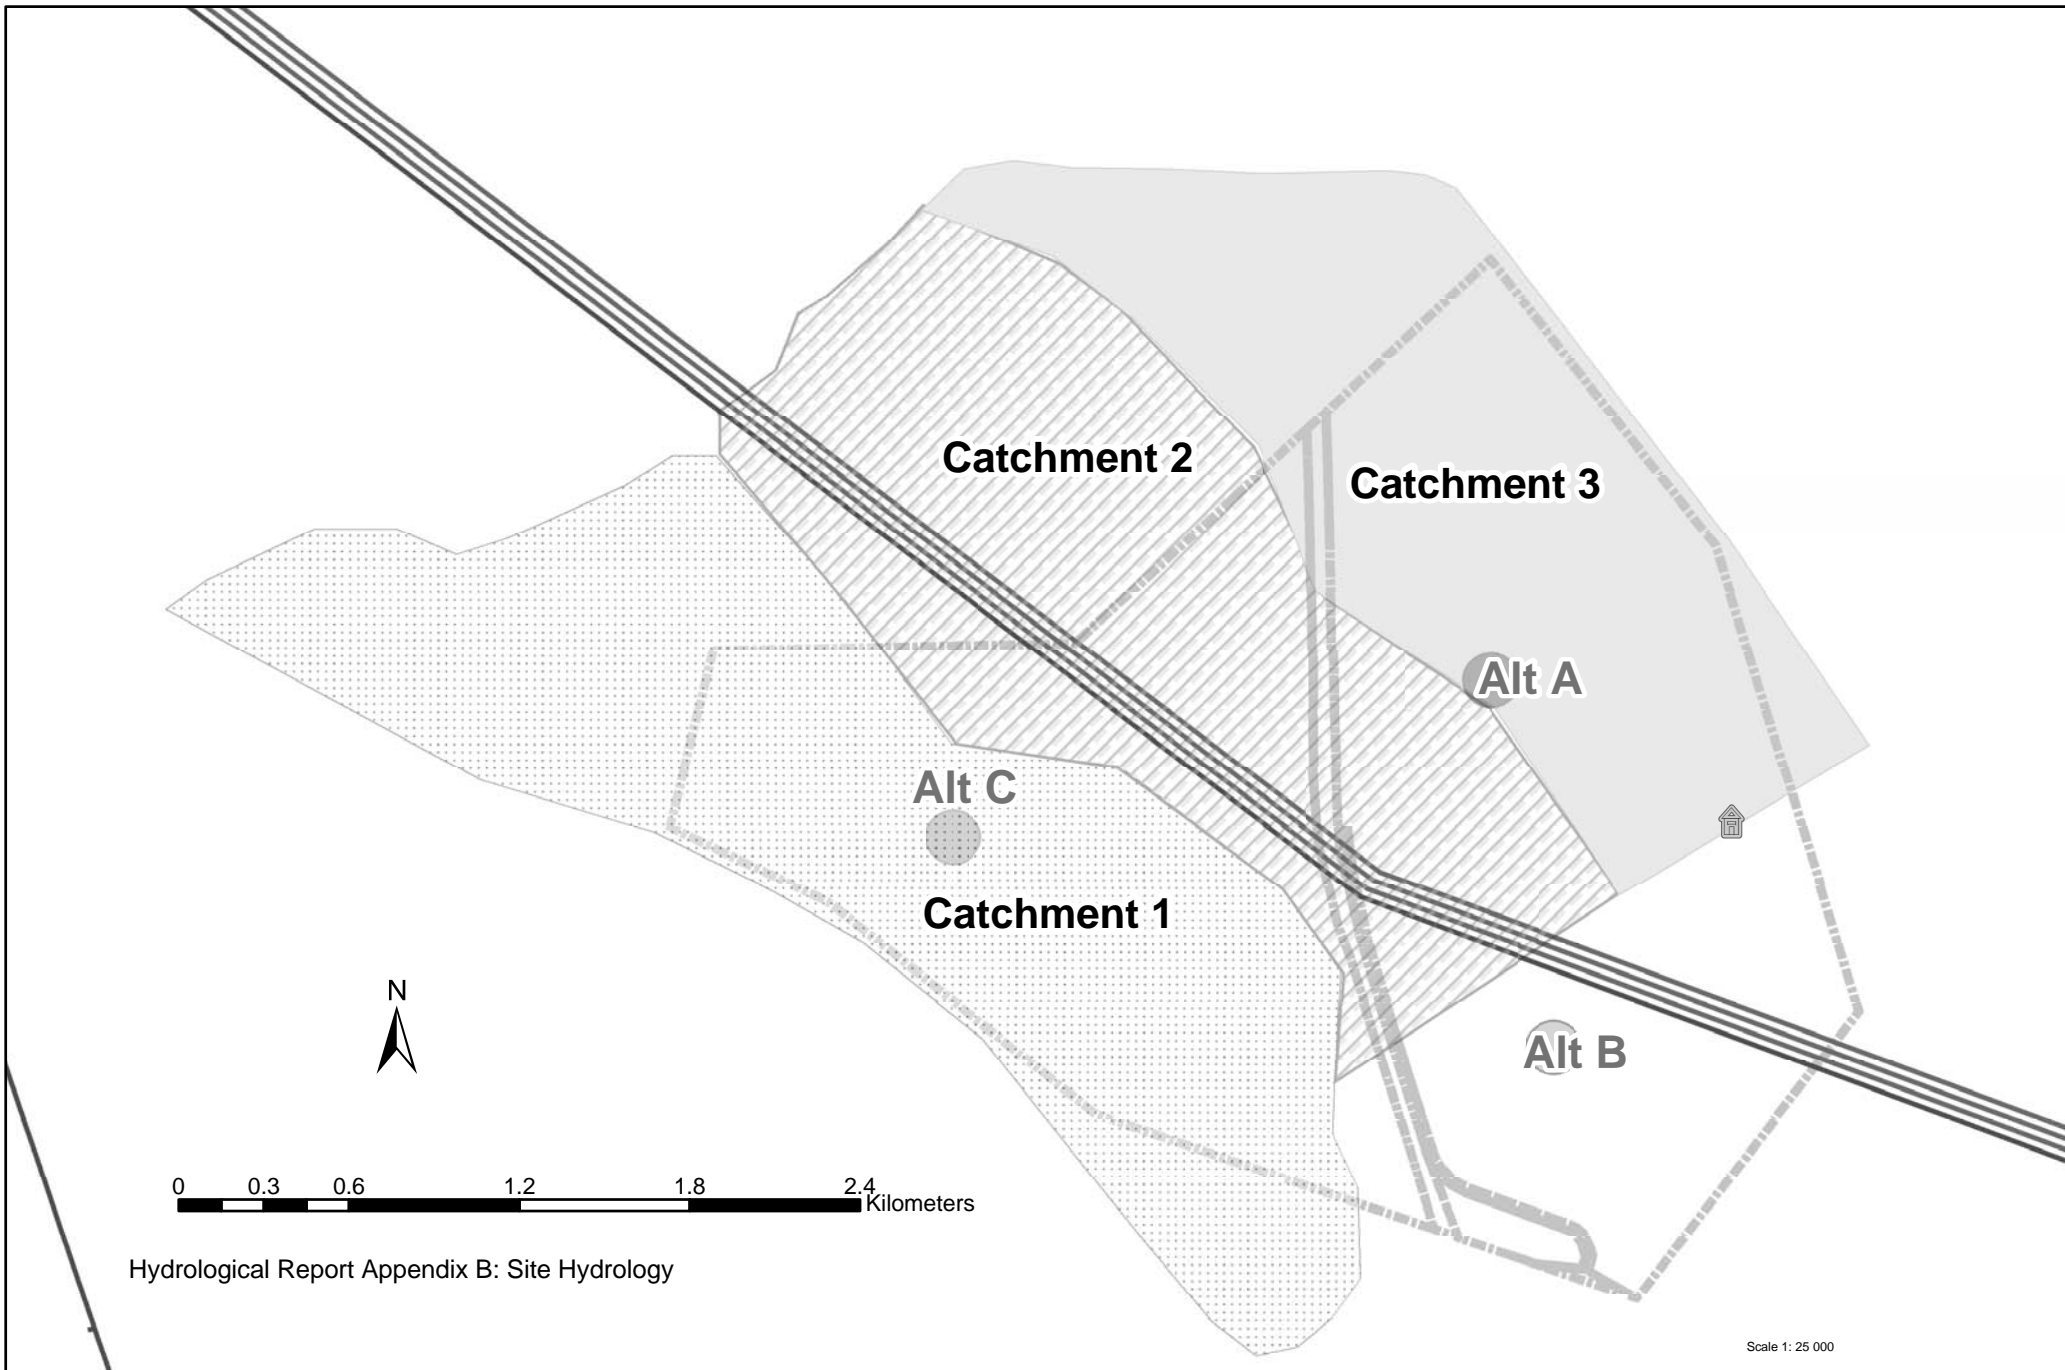 Catchment 2
Catchment 3
Alt A
Alt C
Catchment 1
N
Alt B
0 0.3 0.6 1.2 1.8 2.4
Kilometers
Hydrological Report Appendix B: Site Hydrology
Scale 1: 25 000